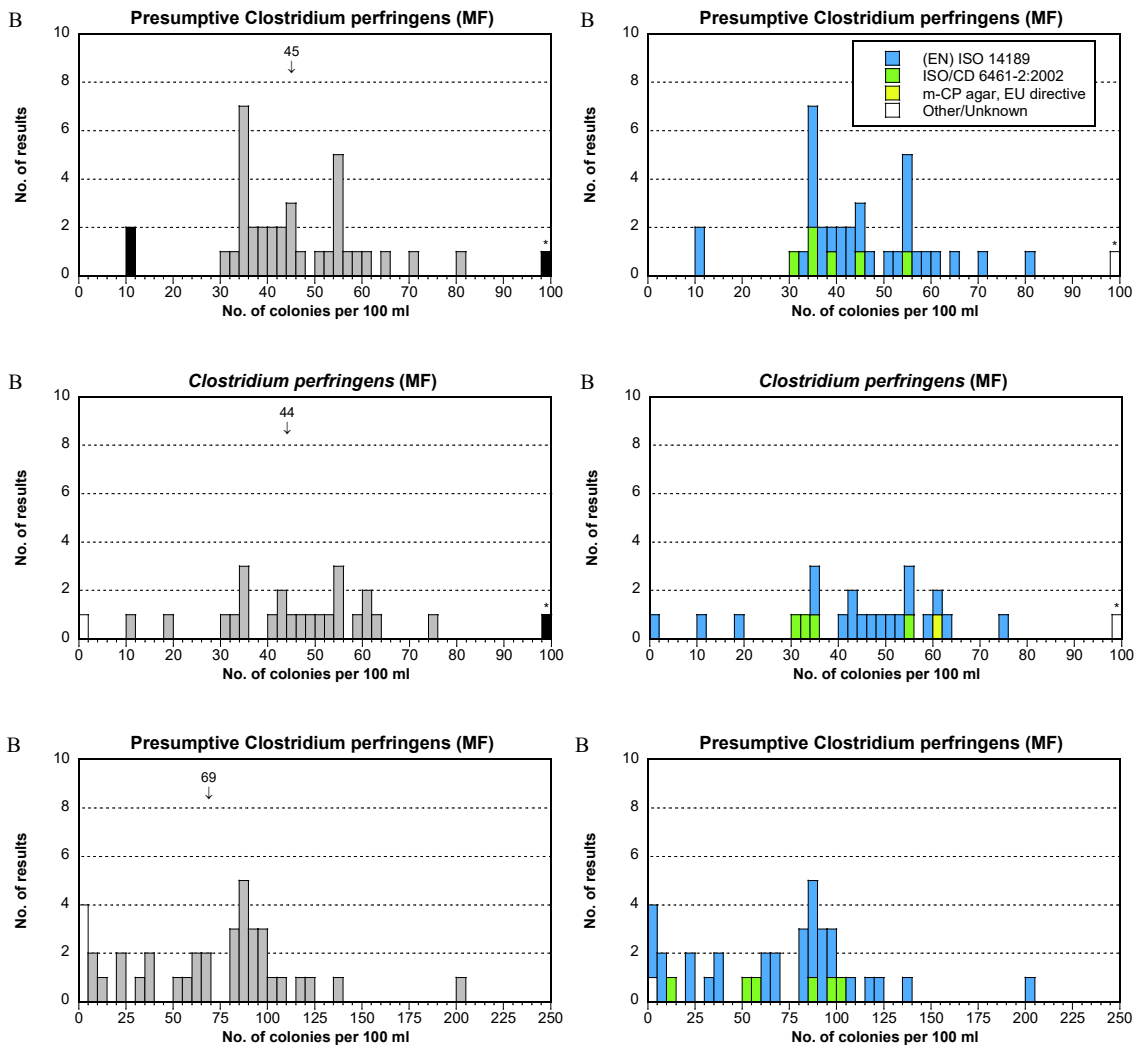 B
Presumptive Clostridium perfringens (MF)
No. of results
10
8
6
4
2
0
45
↓
*
0 10 20 30 40 50 60 70 80 90 100
No. of colonies per 100 ml
B
Presumptive Clostridium perfringens (MF)
No. of results
10
8
6
4
2
0
(EN) ISO 14189
ISO/CD 6461-2:2002
m-CP agar, EU directive
Other/Unknown
*
0 10 20 30 40 50 60 70 80 90 100
No. of colonies per 100 ml
B
Clostridium perfringens (MF)
No. of results
10
8
6
4
2
0
44
↓
*
0 10 20 30 40 50 60 70 80 90 100
No. of colonies per 100 ml
B
Clostridium perfringens (MF)
No. of results
10
8
6
4
2
0
*
0 10 20 30 40 50 60 70 80 90 100
No. of colonies per 100 ml
B
Presumptive Clostridium perfringens (MF)
No. of results
10
8
6
4
2
0
69
↓
0 25 50 75 100 125 150 175 200 225 250
No. of colonies per 100 ml
B
Presumptive Clostridium perfringens (MF)
No. of results
10
8
6
4
2
0
0 25 50 75 100 125 150 175 200 225 250
No. of colonies per 100 ml